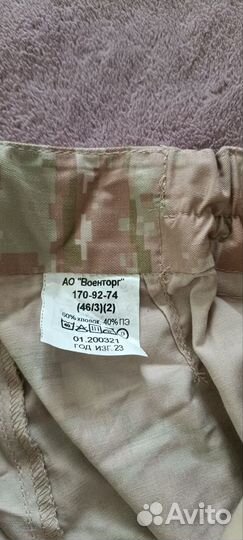 АО "Военторг"
170-92-74
(46/3)(2)
60% хлопок 40% ПЭ
01.200321
ГОД ИЗГ.23
Avito